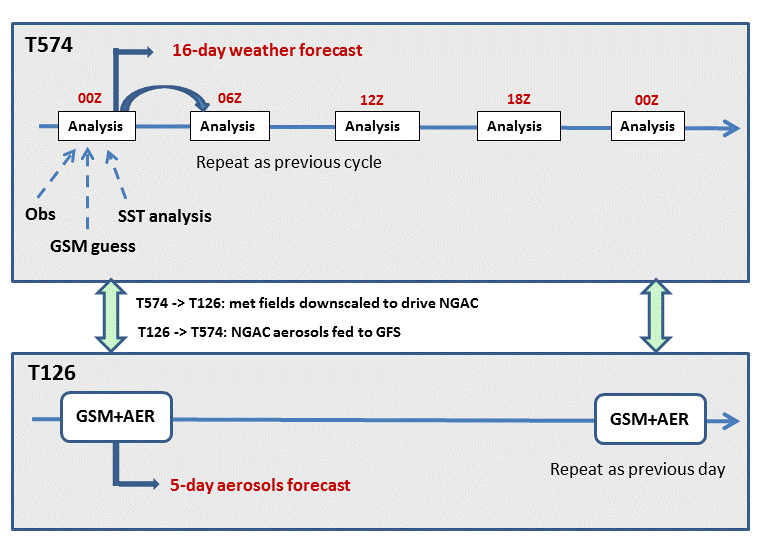 T574
16-day weather forecast
00Z
06Z
12Z
18Z
00Z
Analysis
Analysis
Analysis
Analysis
Analysis
Repeat as previous cycle
Obs
SST analysis
GSM guess
T574 -> T126: met fields downscaled to drive NGAC
T126 -> T574: NGAC aerosols fed to GFS
T126
GSM+AER
GSM+AER
Repeat as previous day
5-day aerosols forecast